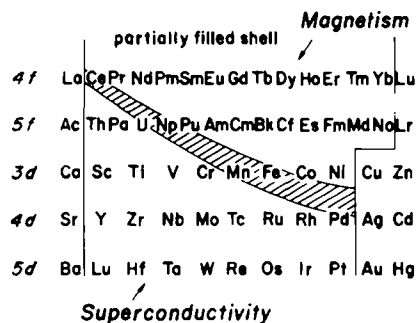 Magnetism
partially filled shell
4f La Ce Pr Nd Pm Sm Eu Gd Tb Dy Ho Er Tm Yb Lu
5f Ac Th Pa U Np Pu Am Cm Bk Cf Es Fm Md No Lr
3d Ca Sc Ti V Cr Mn Fe Co Ni Cu Zn
4d Sr Y Zr Nb Mo Tc Ru Rh Pd Ag Cd
5d Ba Lu Hf Ta W Re Os Ir Pt Au Hg
Superconductivity